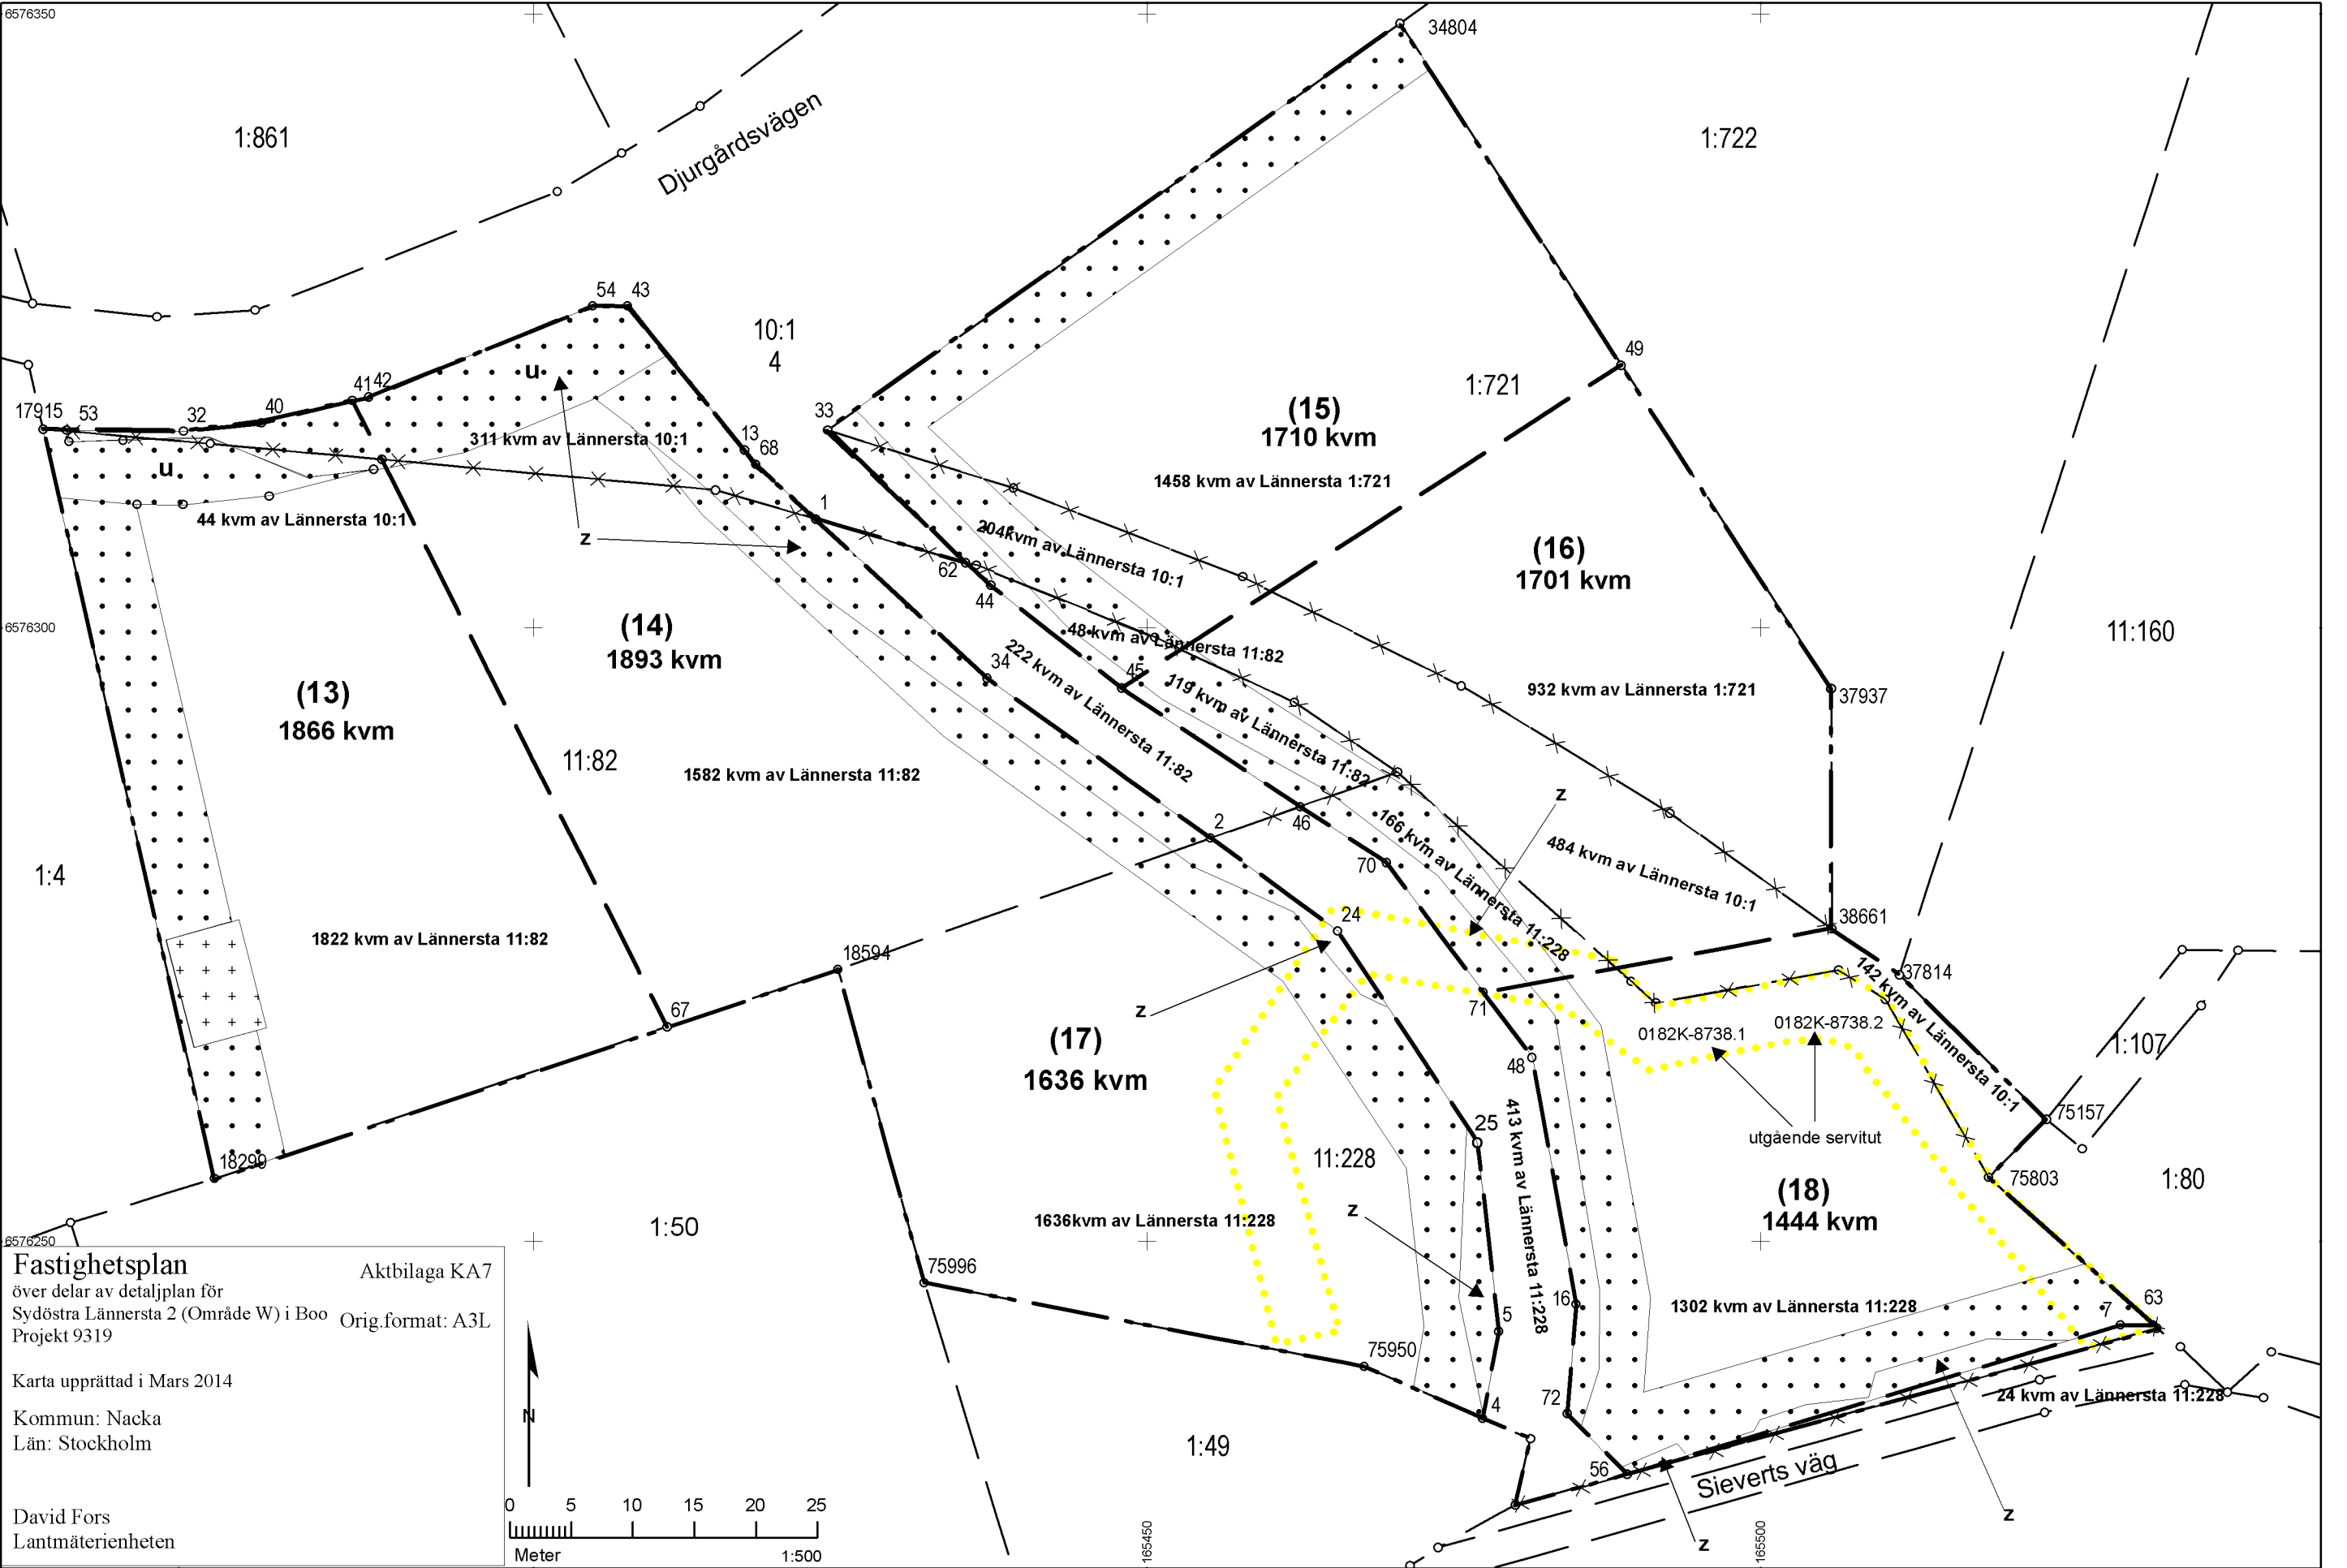 6576350
34804
1:861
1:722
Djurgårdsvägen
54
43
10:1
4
49
41
42
1:721
17915
53
32
40
33
(15)
1710 kvm
13
68
u
u
311 kvm av Lännersta 10:1
1458 kvm av Lännersta 1:721
1
44 kvm av Lännersta 10:1
z
204kvm av Lännersta 10:1
(16)
1701 kvm
62
44
6576300
(14)
1893 kvm
48 kvm av Lännersta 11:82
11:160
34
222 kvm av Lännersta 11:82
45
119 kvm av Lännersta 11:82
932 kvm av Lännersta 1:721
37937
(13)
1866 kvm
11:82
1582 kvm av Lännersta 11:82
z
2
46
166 kvm av Lännersta 11:228
484 kvm av Lännersta 10:1
70
1:4
24
38661
1822 kvm av Lännersta 11:82
18594
37814
142 kvm av Lännersta 10:1
67
z
71
(17)
1636 kvm
0182K-8738.1
0182K-8738.2
1:107
48
75157
25
utgående servitut
413 kvm av Lännersta 11:228
18299
11:228
75803
1:80
(18)
1444 kvm
1:50
1636kvm av Lännersta 11:228
z
6576250
75996
16
1302 kvm av Lännersta 11:228
7
63
5
75950
24 kvm av Lännersta 11:228
72
4
1:49
56
Sieverts väg
z
z
Fastighetsplan
Aktbilaga KA7
över delar av detaljplan för
Sydöstra Lännersta 2 (Område W) i Boo
Orig.format: A3L
Projekt 9319
Karta upprättad i Mars 2014
Kommun: Nacka
Län: Stockholm
N
David Fors
Lantmäterienheten
0 5 10 15 20 25
Meter
1:500
165450
165500